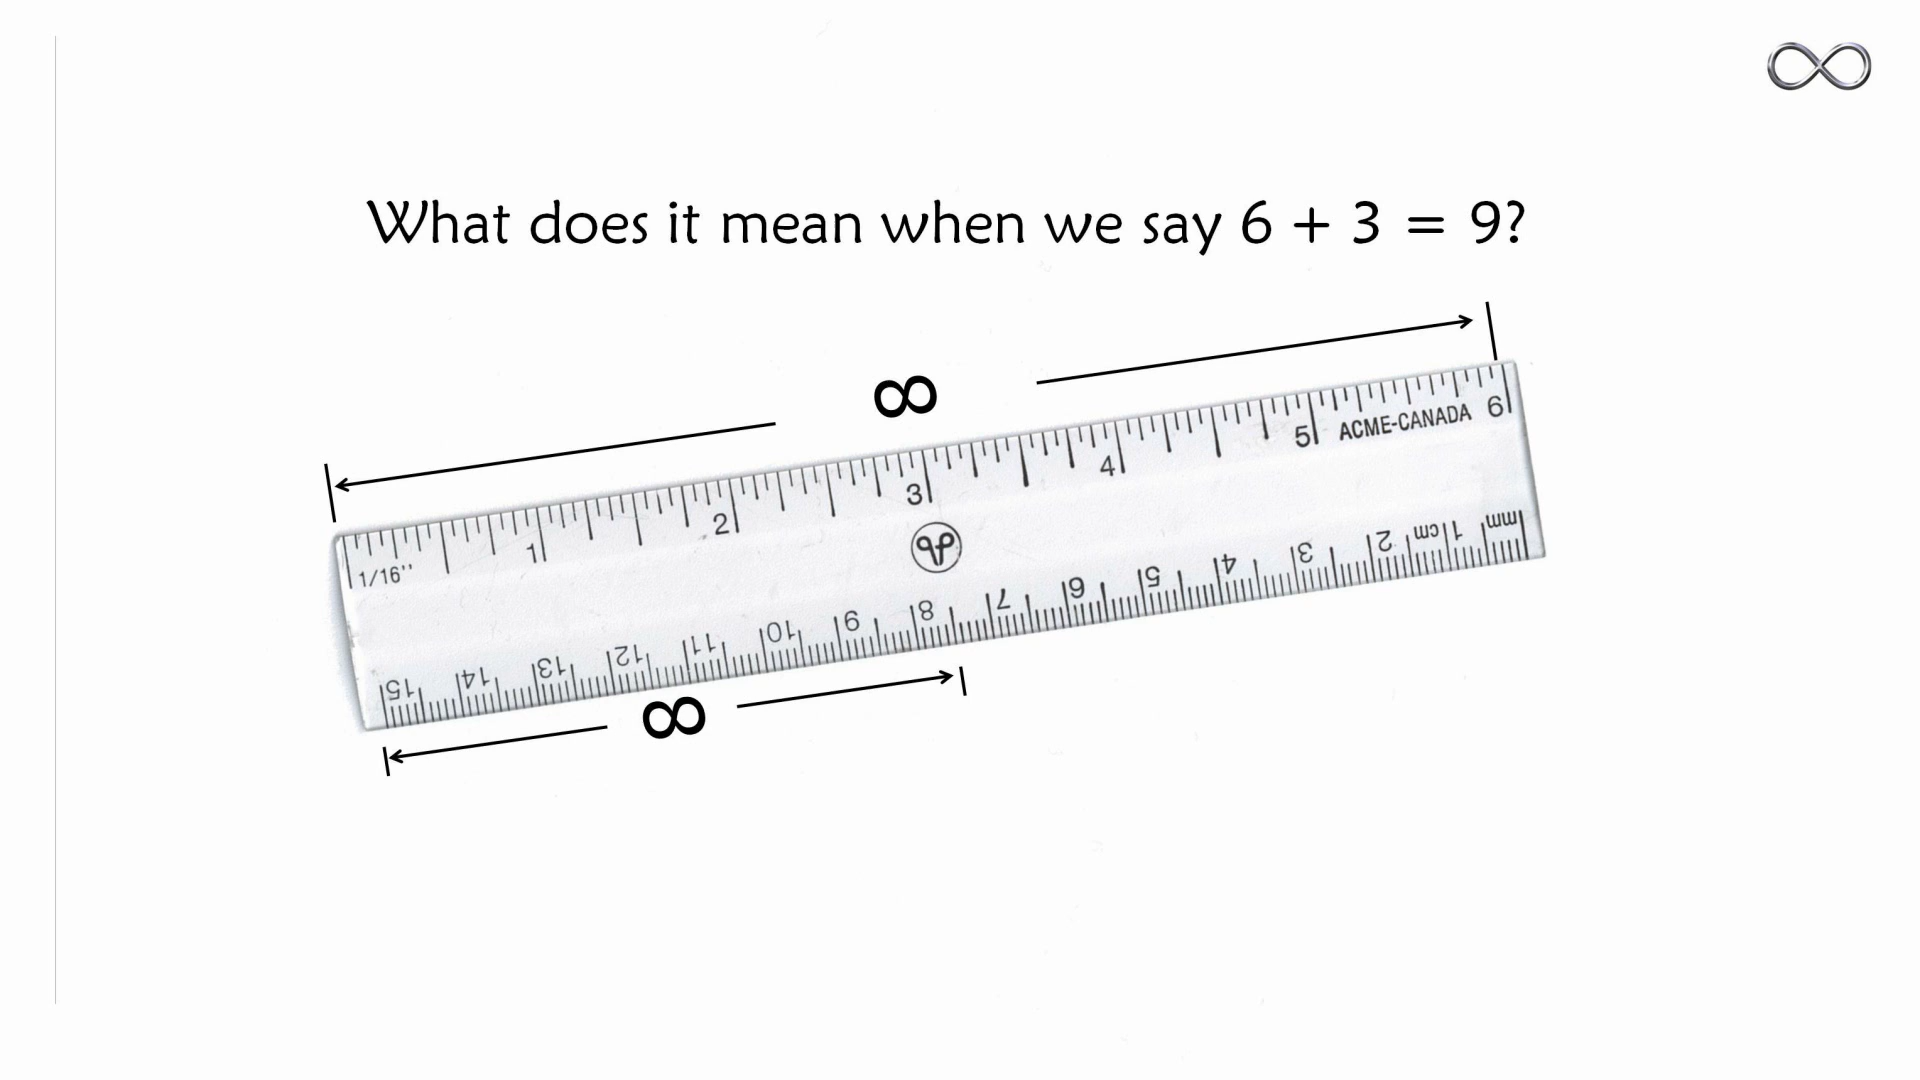 What does it mean when we say 6 + 3 = 9?
∞
1/16'' 1 2 3 4 5 ACME-CANADA 6
15 14 13 12 11 10 9 8 7 6 5 4 3 2 cm 1 mm
∞